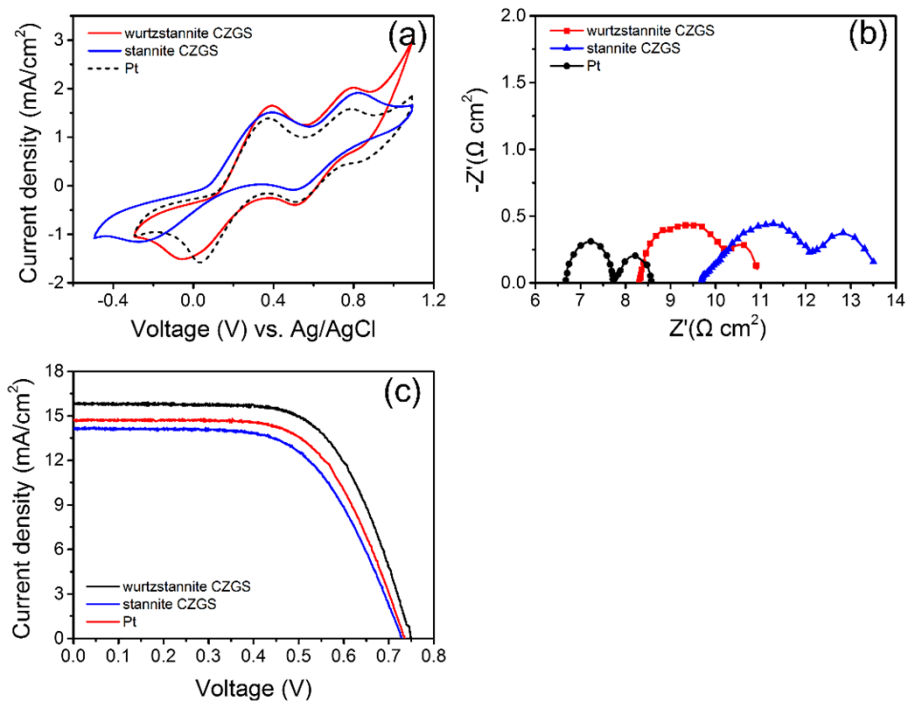 (a)
wurtzstannite CZGS
stannite CZGS
Pt
Current density (mA/cm²)
3
2
1
0
-1
-2
-0.4
0.0
0.4
0.8
1.2
Voltage (V) vs. Ag/AgCl
(b)
wurtzstannite CZGS
stannite CZGS
Pt
-Z'(Ω cm²)
2.0
1.5
1.0
0.5
0.0
6
7
8
9
10
11
12
13
14
Z'(Ω cm²)
(c)
Current density (mA/cm²)
18
15
12
9
6
3
0
wurtzstannite CZGS
stannite CZGS
Pt
0.0
0.1
0.2
0.3
0.4
0.5
0.6
0.7
0.8
Voltage (V)